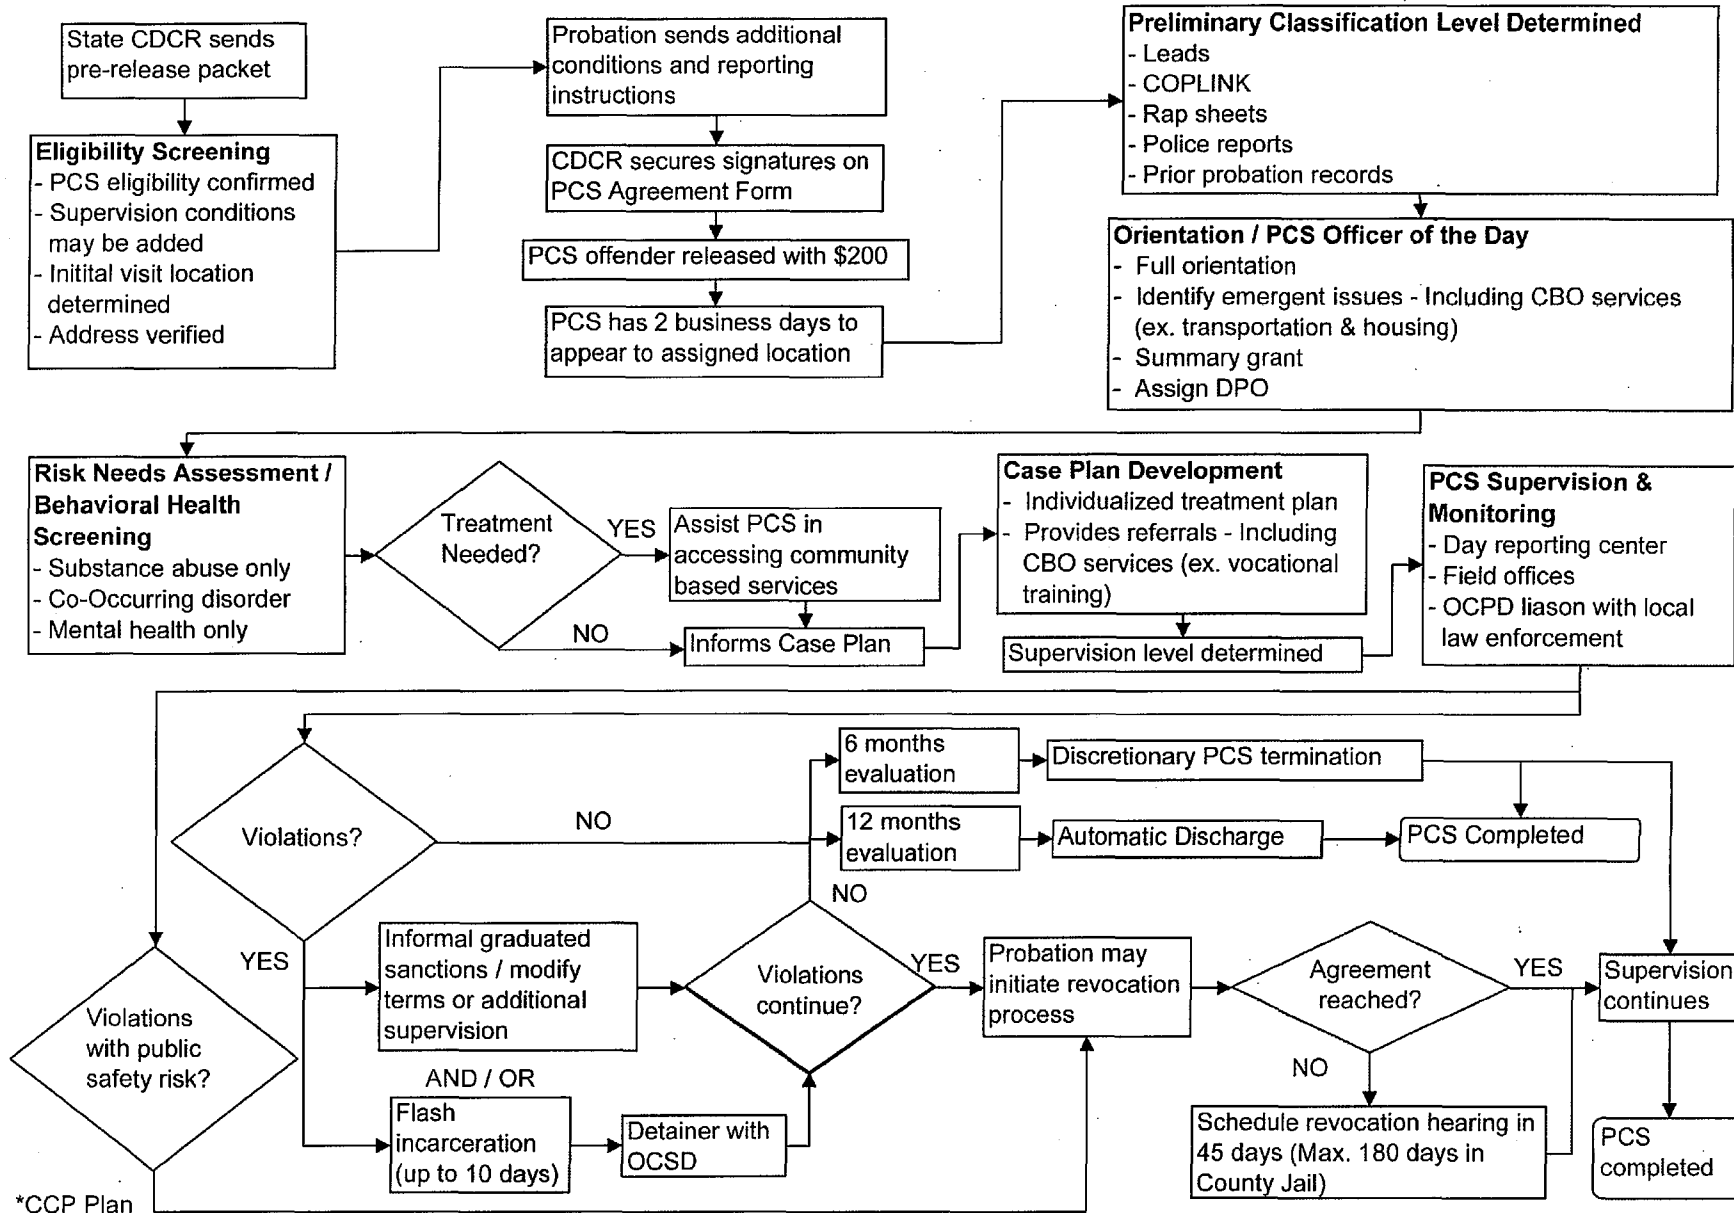 State CDCR sends
pre-release packet
Eligibility Screening
- PCS eligibility confirmed
- Supervision conditions
may be added
- Initital visit location
determined
- Address verified
Probation sends additional
conditions and reporting
instructions
CDCR secures signatures on
PCS Agreement Form
PCS offender released with $200
PCS has 2 business days to
appear to assigned location
Preliminary Classification Level Determined
- Leads
- COPLINK
- Rap sheets
- Police reports
- Prior probation records
Orientation / PCS Officer of the Day
- Full orientation
- Identify emergent issues - Including CBO services
(ex. transportation & housing)
- Summary grant
- Assign DPO
Risk Needs Assessment /
Behavioral Health
Screening
- Substance abuse only
- Co-Occurring disorder
- Mental health only
Treatment
Needed?
YES
NO
Assist PCS in
accessing community
based services
Informs Case Plan
Case Plan Development
- Individualized treatment plan
- Provides referrals - Including
CBO services (ex. vocational
training)
Supervision level determined
PCS Supervision &
Monitoring
- Day reporting center
- Field offices
- OCPD liason with local
law enforcement
Violations?
NO
YES
6 months
evaluation
Discretionary PCS termination
12 months
evaluation
Automatic Discharge
PCS Completed
NO
Violations
with public
safety risk?
Informal graduated
sanctions / modify
terms or additional
supervision
AND / OR
Flash
incarceration
(up to 10 days)
Detainer with
OCSD
Violations
continue?
YES
Probation may
initiate revocation
process
Agreement
reached?
YES
NO
Supervision
continues
Schedule revocation hearing in
45 days (Max. 180 days in
County Jail)
PCS
completed
*CCP Plan